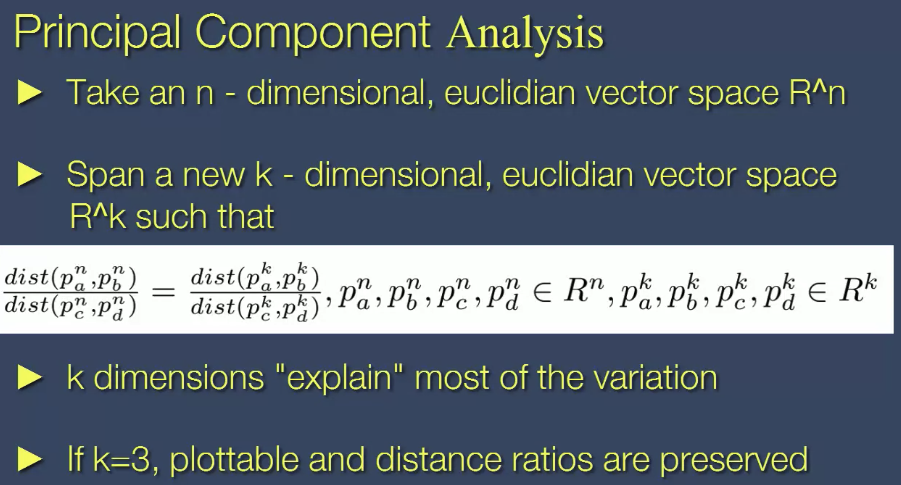 Principal Component Analysis
► Take an n - dimensional, euclidian vector space R^n
► Span a new k - dimensional, euclidian vector space
R^k such that
$\frac{dist(p_a^n,p_b^n)}{dist(p_c^n,p_d^n)} = \frac{dist(p_a^k,p_b^k)}{dist(p_c^k,p_d^k)}, p_a^n, p_b^n, p_c^n, p_d^n \in R^n, p_a^k, p_b^k, p_c^k, p_d^k \in R^k$
► k dimensions "explain" most of the variation
► If k=3, plottable and distance ratios are preserved